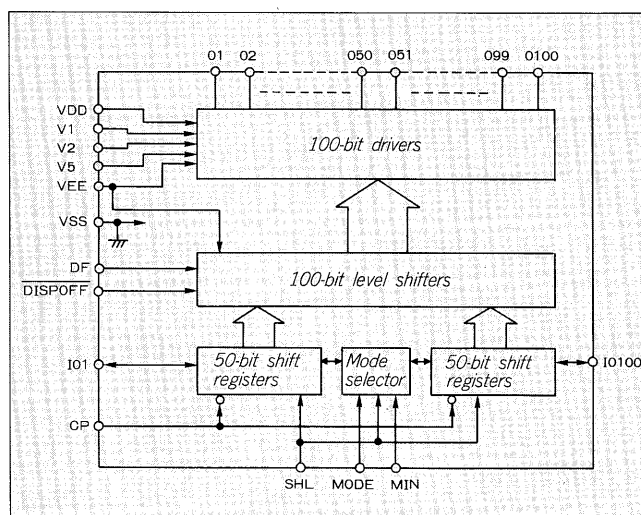 O1 O2 O50 O51 O99 O100
VDD
V1
V2
V5
VEE
VSS
DF
DISPOFF
100-bit drivers
100-bit level shifters
IO1
50-bit shift
registers
Mode
selector
50-bit shift
registers
IO100
CP
SHL MODE MIN